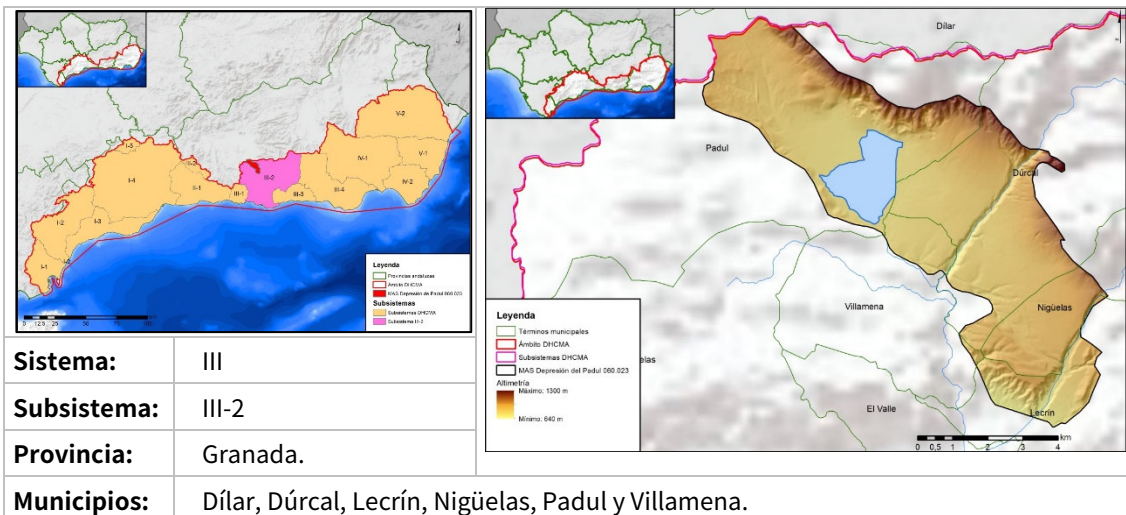 I-5
I-4
I-2
I-3
I-1
II-2
II-1
III-1
III-2
III-3
III-4
IV-1
IV-2
V-1
V-2
Leyenda
Provincias andaluzas
Ámbito DHCMA
MAS Depresión de Padul 060.023
Subsistemas
Subsistemas DHCMA
Subsistema III-2
Dílar
Padul
Dúrcal
Villamena
Nigüelas
El Valle
Lecrín
elas
Leyenda
Términos municipales
Ámbito DHCMA
Subsistemas DHCMA
MAS Depresión del Padul 060.023
Altimetría
Máximo: 1300 m
Mínimo: 640 m
km
0 0,5 1 2 3 4
Sistema: III
Subsistema: III-2
Provincia: Granada.
Municipios: Dílar, Dúrcal, Lecrín, Nigüelas, Padul y Villamena.